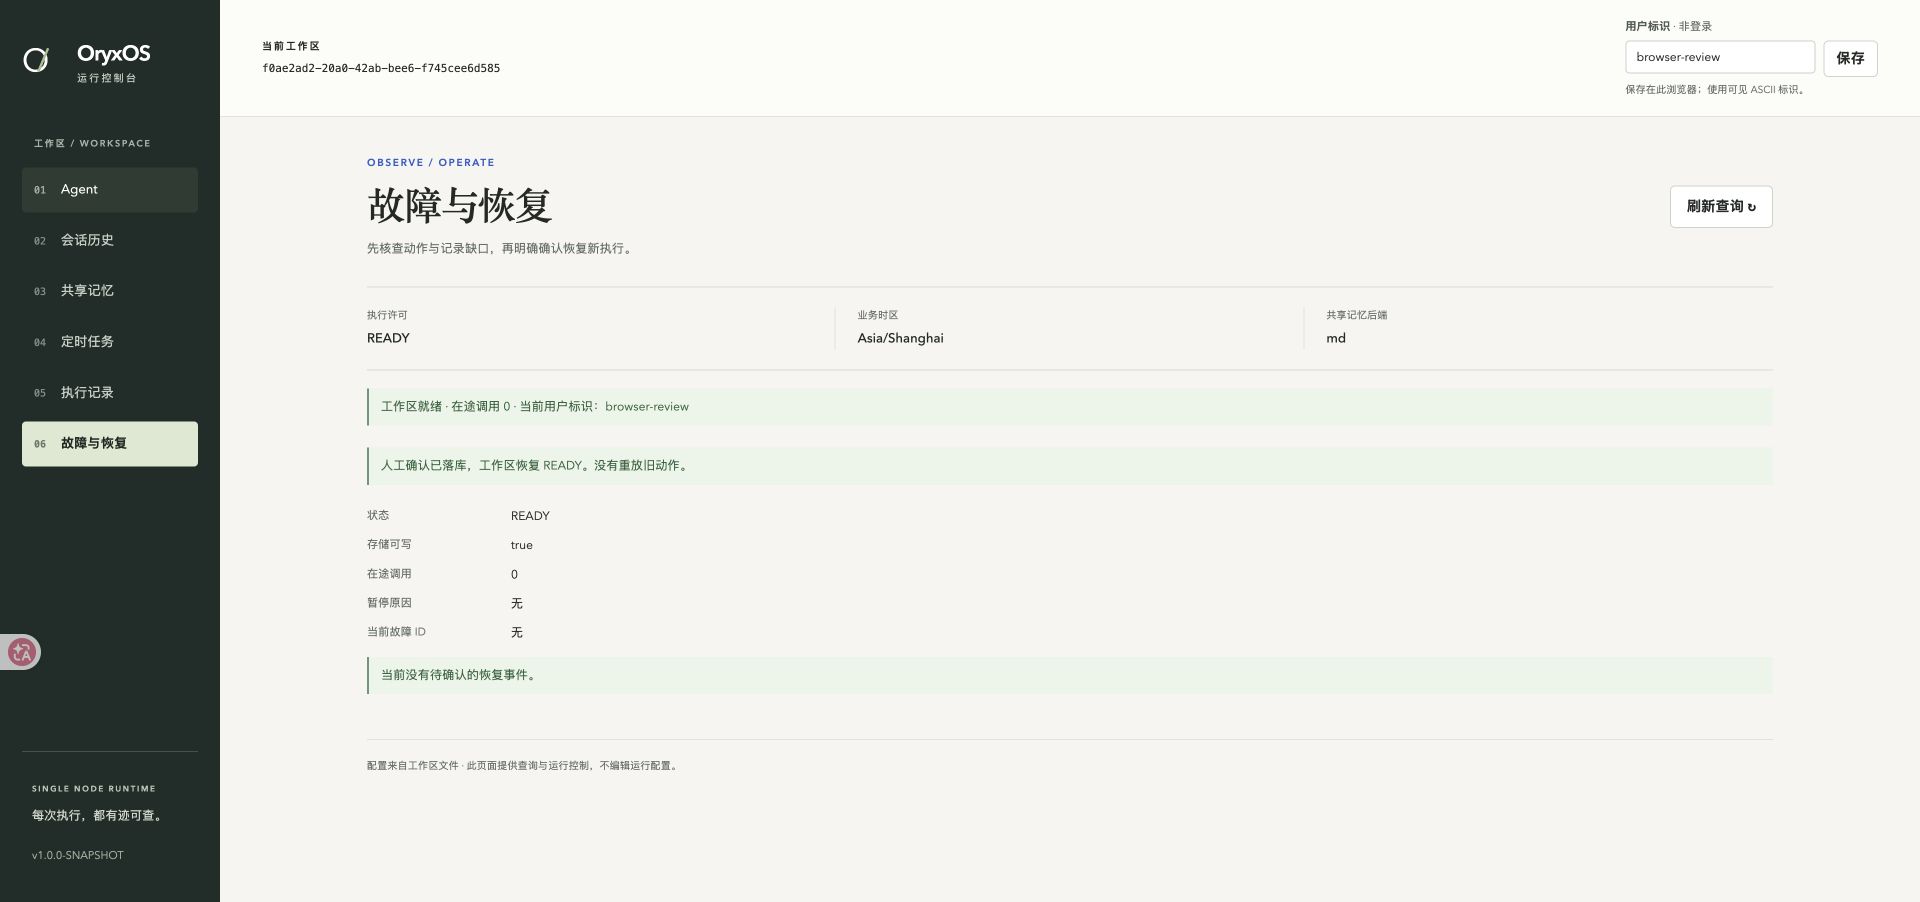 OryxOS
运行控制台
工作区 / WORKSPACE
01 Agent
02 会话历史
03 共享记忆
04 定时任务
05 执行记录
06 故障与恢复
SINGLE NODE RUNTIME
每次执行，都有迹可查。
v1.0.0-SNAPSHOT
当前工作区
f0ae2ad2-20a0-42ab-bee6-f745cee6d585
用户标识 · 非登录
browser-review
保存
保存在此浏览器；使用可见 ASCII 标识。
OBSERVE / OPERATE
故障与恢复
刷新查询 ↻
先核查动作与记录缺口，再明确确认恢复新执行。
执行许可
READY
业务时区
Asia/Shanghai
共享记忆后端
md
工作区就绪 · 在途调用 0 · 当前用户标识：browser-review
人工确认已落库，工作区恢复 READY。没有重放旧动作。
状态 READY
存储可写 true
在途调用 0
暂停原因 无
当前故障 ID 无
当前没有待确认的恢复事件。
配置来自工作区文件 · 此页面提供查询与运行控制，不编辑运行配置。